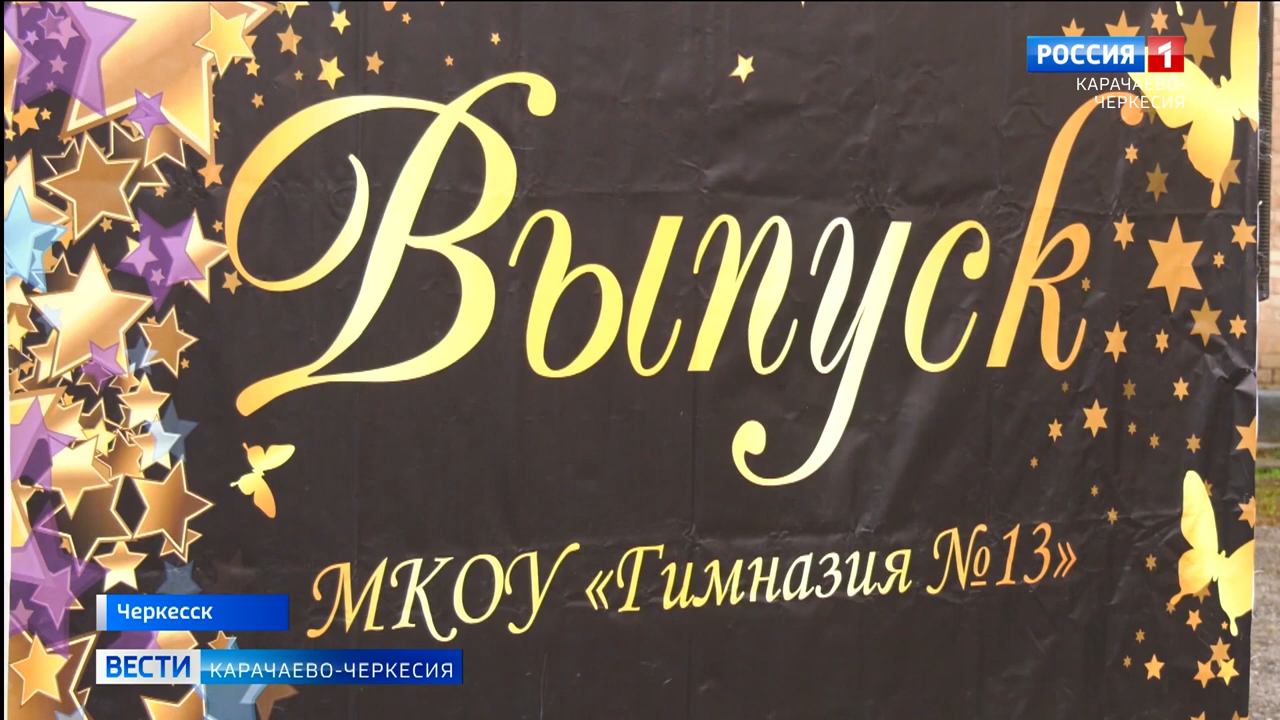 РОССИЯ 1
КАРАЧАЕВО-
ЧЕРКЕСИЯ
Выпуск
МКОУ «Гимназия №13»
Черкесск
ВЕСТИ КАРАЧАЕВО-ЧЕРКЕСИЯ